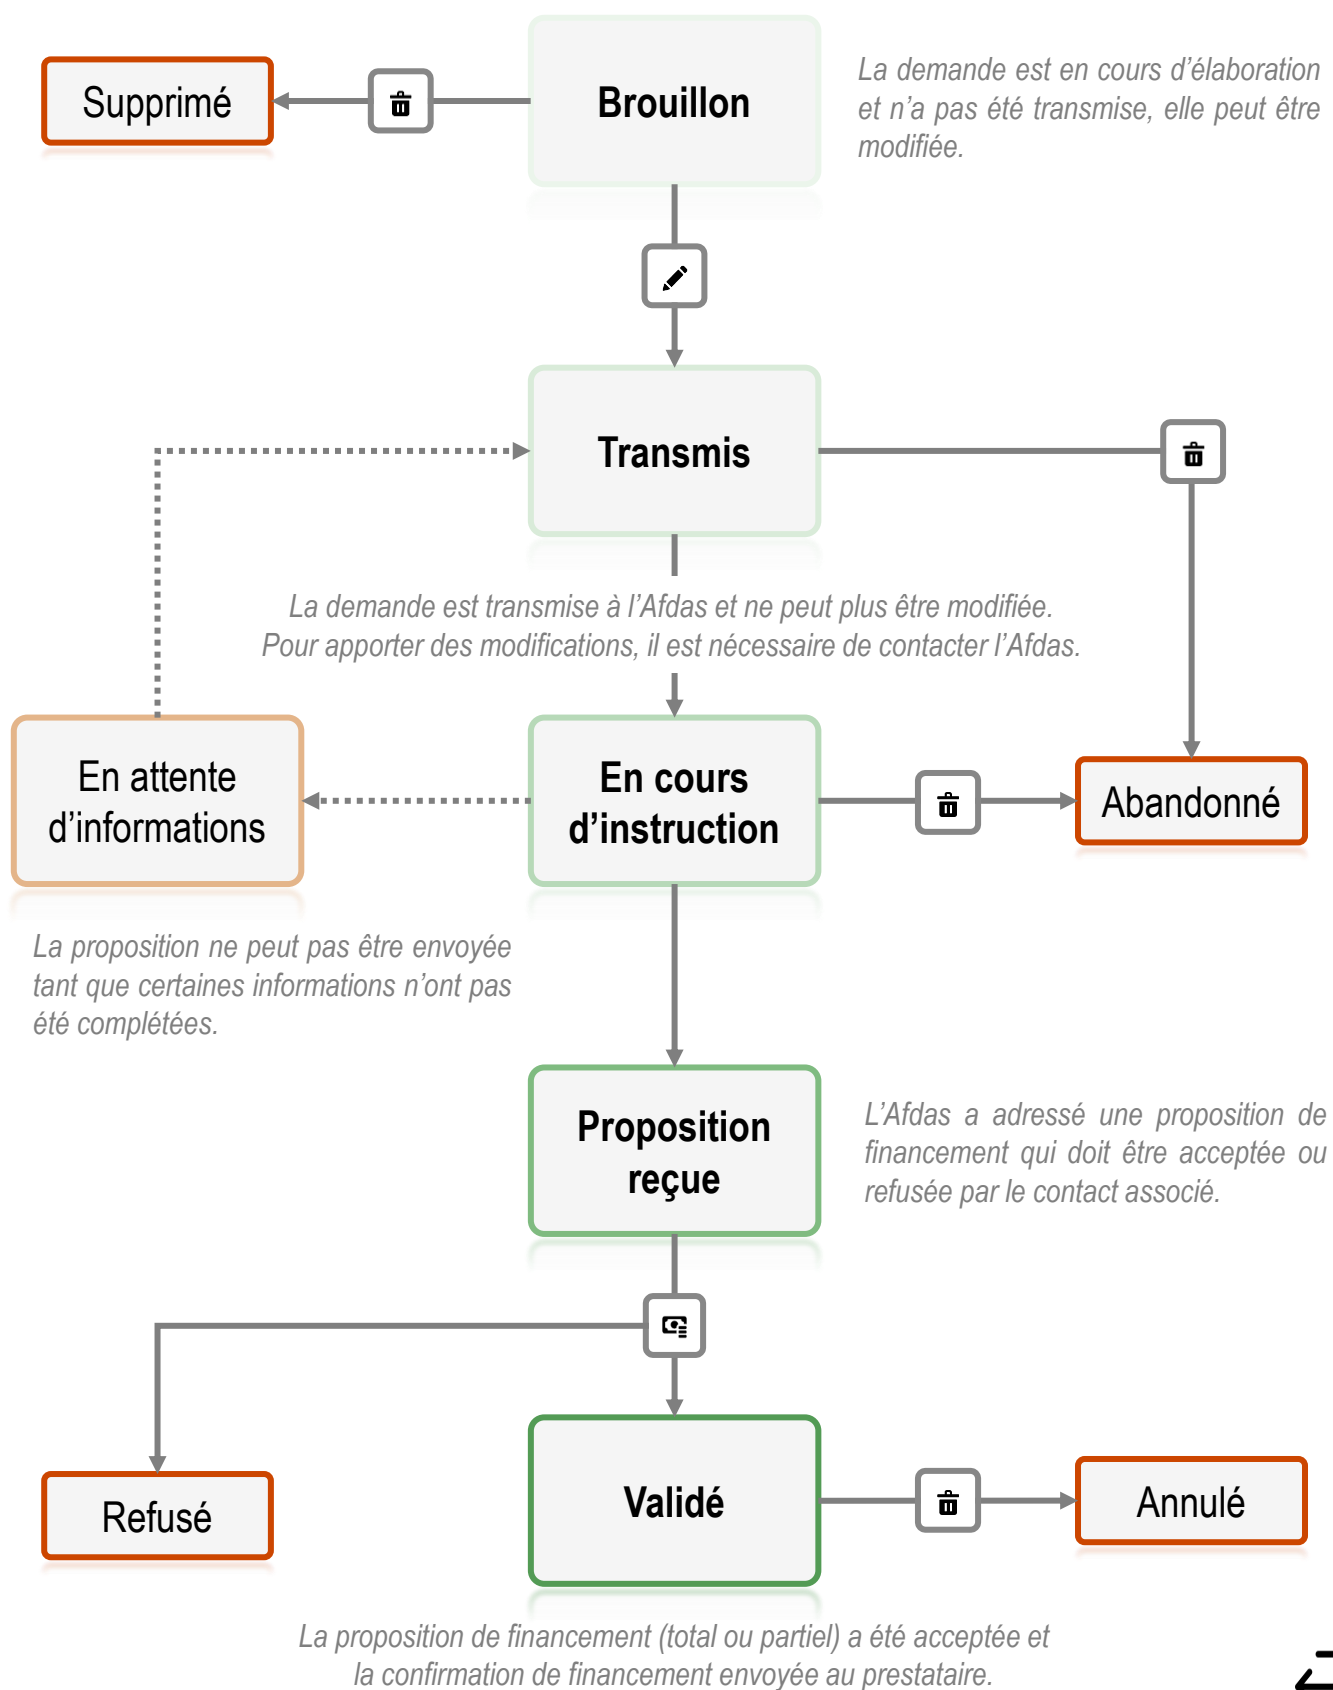 Supprimé
Brouillon
La demande est en cours d’élaboration
et n’a pas été transmise, elle peut être
modifiée.
Transmis
La demande est transmise à l’Afdas et ne peut plus être modifiée.
Pour apporter des modifications, il est nécessaire de contacter l’Afdas.
En attente
d’informations
En cours
d’instruction
Abandonné
La proposition ne peut pas être envoyée
tant que certaines informations n’ont pas
été complétées.
Proposition
reçue
L’Afdas a adressé une proposition de
financement qui doit être acceptée ou
refusée par le contact associé.
Refusé
Validé
Annulé
La proposition de financement (total ou partiel) a été acceptée et
la confirmation de financement envoyée au prestataire.